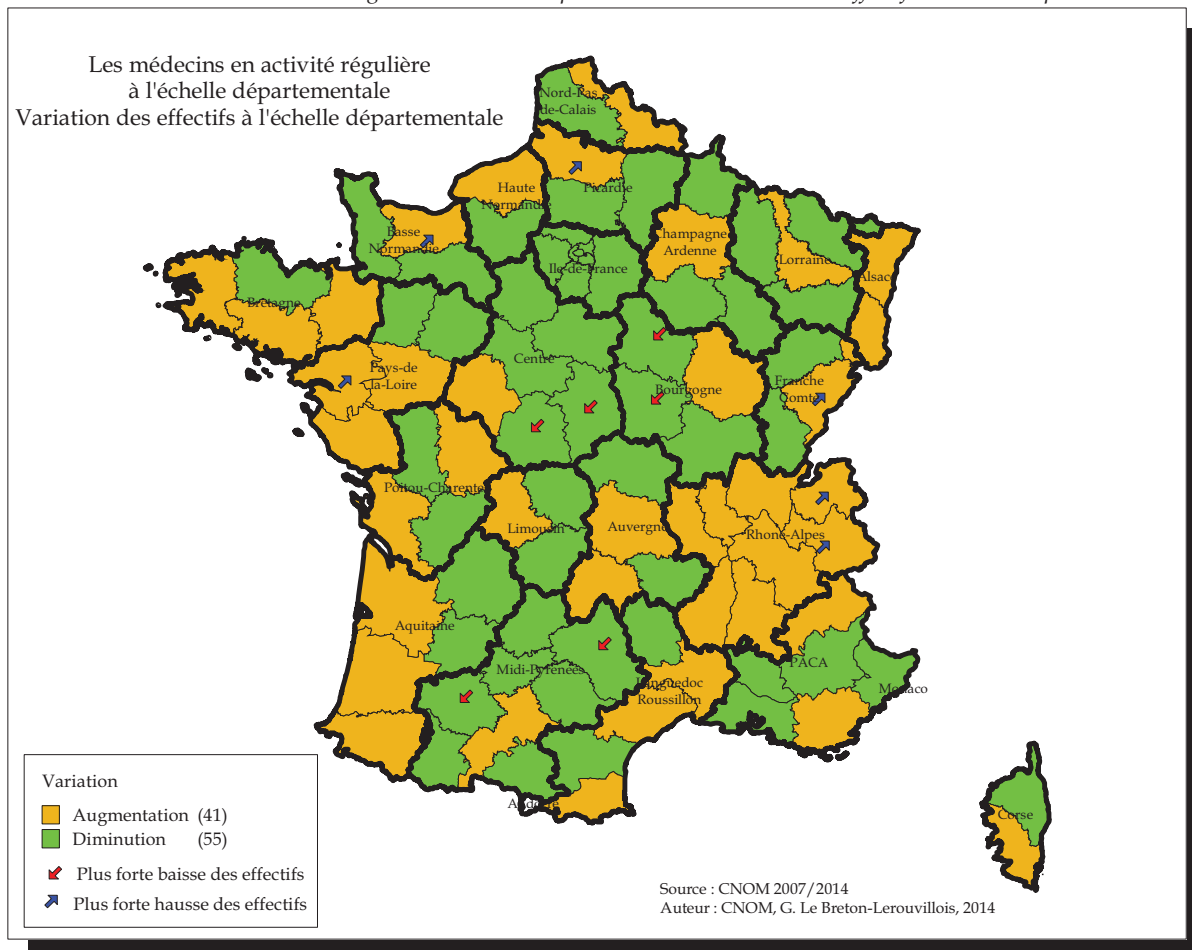 Les médecins en activité régulière
à l'échelle départementale
Variation des effectifs à l'échelle départementale
Nord-Pas
de-Calais
Picardie
Haute
Normandie
Basse
Normandie
Champagne
Ardenne
Lorraine
Alsace
Ile-de-France
Bretagne
Pays-de
la-Loire
Centre
Bourgogne
Franche
Comté
Poitou-Charente
Limousin
Auvergne
Rhone-Alpes
Aquitaine
Midi-Pyrénées
Languedoc
Roussillon
PACA
Monaco
Andorre
Corse
Variation
Augmentation (41)
Diminution (55)
Plus forte baisse des effectifs
Plus forte hausse des effectifs
Source : CNOM 2007/2014
Auteur : CNOM, G. Le Breton-Lerouvillois, 2014